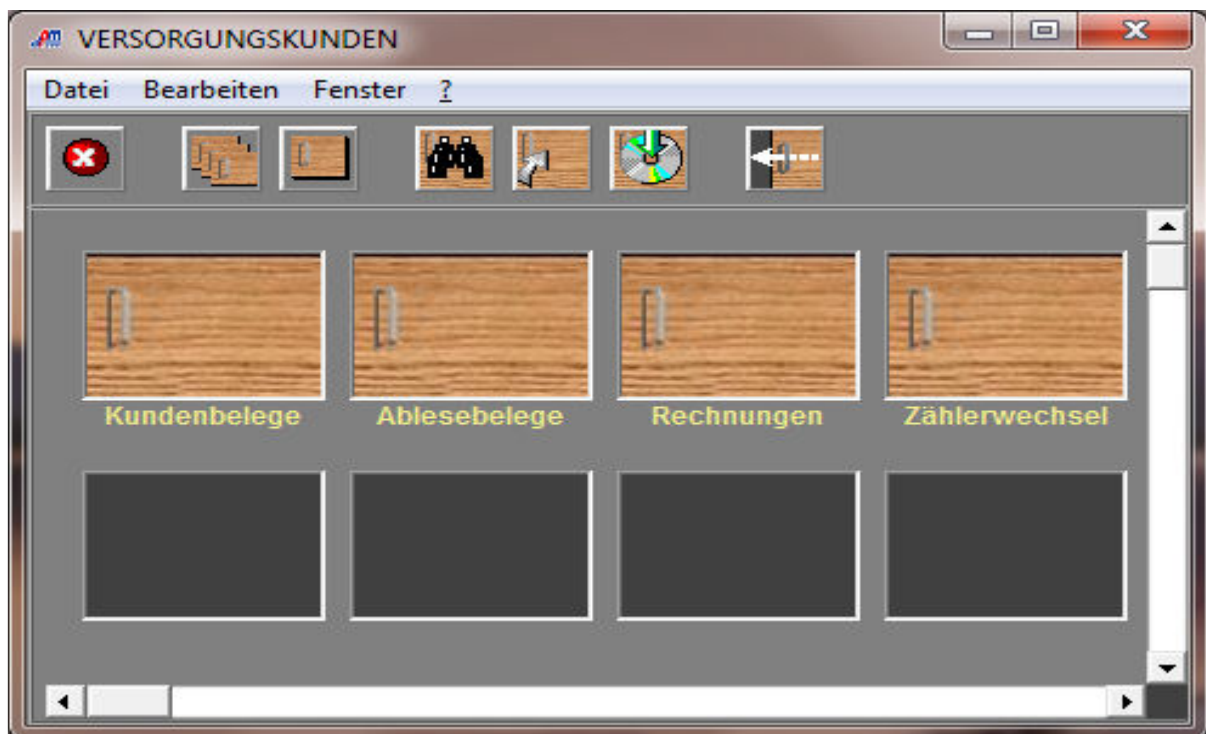 VERSORGUNGSKUNDEN
Datei Bearbeiten Fenster ?
Kundenbelege Ablesebelege Rechnungen Zählerwechsel